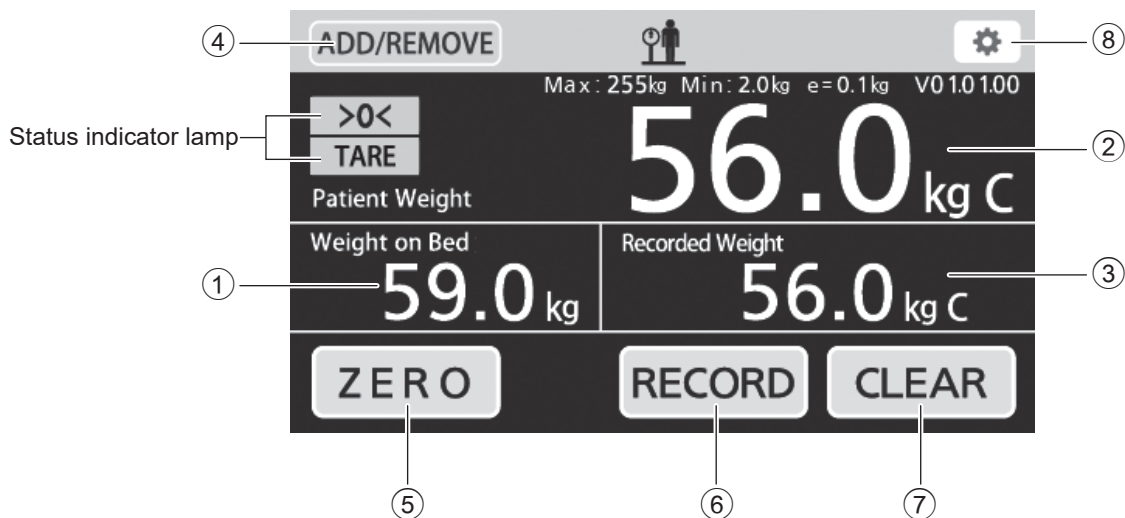 ④ ADD/REMOVE ⑧
Max: 255kg Min: 2.0kg e=0.1kg V01.01.00
Status indicator lamp
>0<
TARE
Patient Weight
56.0 kg C ②
Weight on Bed
① 59.0 kg
Recorded Weight
56.0 kg C ③
ZERO RECORD CLEAR
⑤ ⑥ ⑦